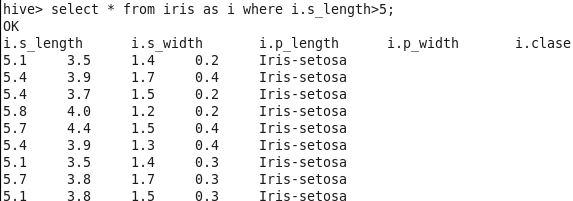 hive> select * from iris as i where i.s_length>5;
OK
i.s_length	i.s_width	i.p_length	i.p_width	i.clase
5.1	3.5	1.4	0.2	Iris-setosa
5.4	3.9	1.7	0.4	Iris-setosa
5.4	3.7	1.5	0.2	Iris-setosa
5.8	4.0	1.2	0.2	Iris-setosa
5.7	4.4	1.5	0.4	Iris-setosa
5.4	3.9	1.3	0.4	Iris-setosa
5.1	3.5	1.4	0.3	Iris-setosa
5.7	3.8	1.7	0.3	Iris-setosa
5.1	3.8	1.5	0.3	Iris-setosa